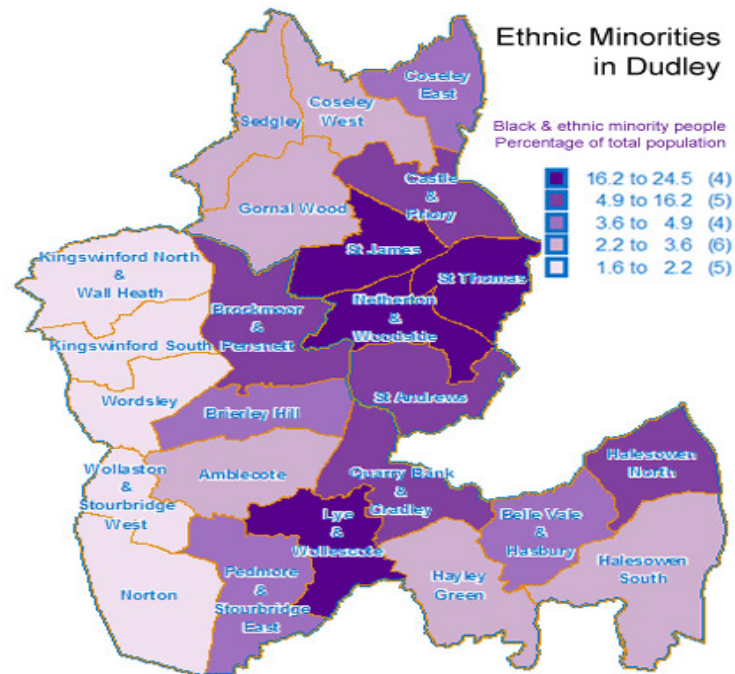 Ethnic Minorities
in Dudley
Black & ethnic minority people
Percentage of total population
16.2 to 24.5 (4)
4.9 to 16.2 (5)
3.6 to 4.9 (4)
2.2 to 3.6 (6)
1.6 to 2.2 (5)
Coseley
East
Coseley
West
Sedgley
Castle
&
Priory
Gornal Wood
St James
Kingswinford North
&
Wall Heath
St Thomas
Netherton
&
Woodside
Brockmoor
&
Pensnett
Kingswinford South
Wordsley
St Andrews
Brierley Hill
Wollaston
&
Stourbridge
West
Amblecote
Quarry Bank
&
Cradley
Halesowen
North
Lye
&
Wollescote
Belle Vale
&
Hasbury
Halesowen
South
Norton
Pedmore
&
Stourbridge
East
Hayley
Green